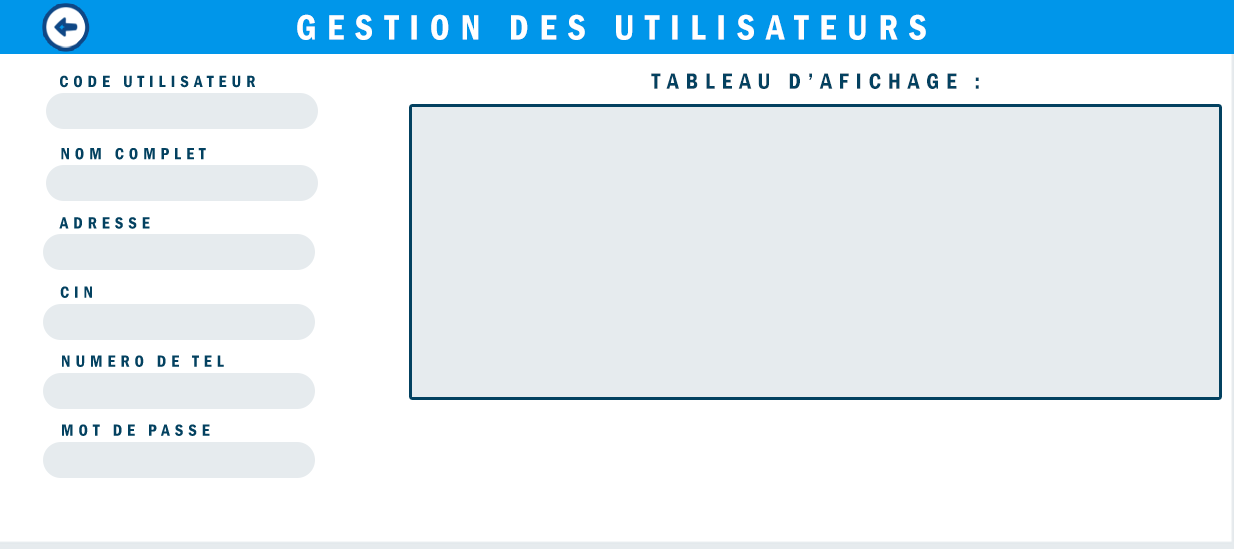 GESTION DES UTILISATEURS
CODE UTILISATEUR
NOM COMPLET
ADRESSE
CIN
NUMERO DE TEL
MOT DE PASSE
TABLEAU D’AFICHAGE :